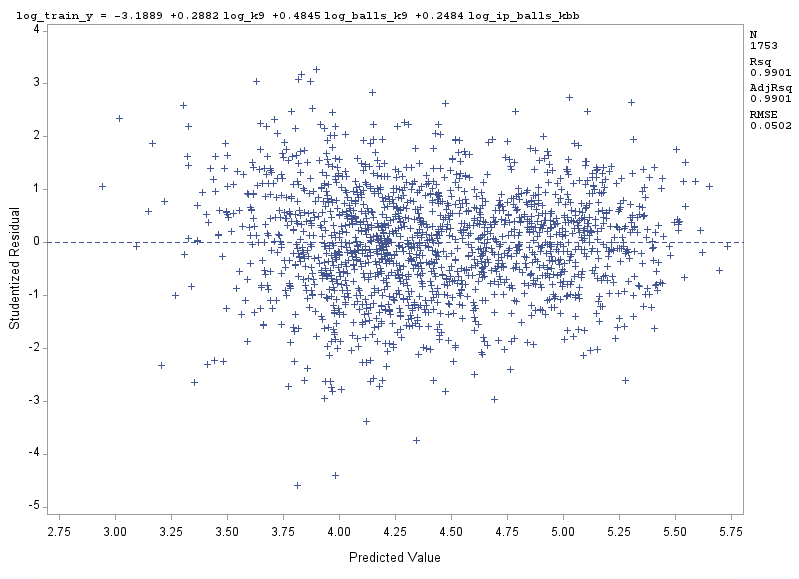 log_train_y = -3.1889 +0.2882 log_k9 +0.4845 log_balls_k9 +0.2484 log_ip_balls_kbb
N
1753
Rsq
0.9901
AdjRsq
0.9901
RMSE
0.0502
4
3
2
1
0
-1
-2
-3
-4
-5
Studentized Residual
2.75 3.00 3.25 3.50 3.75 4.00 4.25 4.50 4.75 5.00 5.25 5.50 5.75
Predicted Value